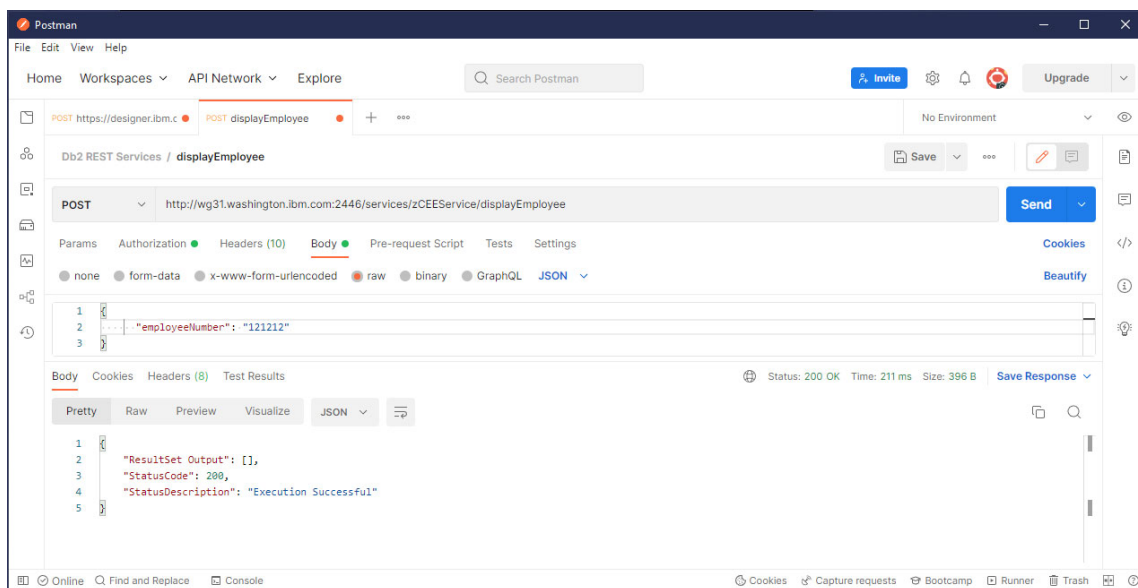 Postman
File Edit View Help
Home Workspaces API Network Explore Search Postman Invite Upgrade
POST https://designer.ibm.c POST displayEmployee No Environment
Db2 REST Services / displayEmployee Save
POST http://wg31.washington.ibm.com:2446/services/zCEEService/displayEmployee Send
Params Authorization Headers (10) Body Pre-request Script Tests Settings Cookies
none form-data x-www-form-urlencoded raw binary GraphQL JSON Beautify
1 {
2 "employeeNumber": "121212"
3 }
Body Cookies Headers (8) Test Results Status: 200 OK Time: 211 ms Size: 396 B Save Response
Pretty Raw Preview Visualize JSON
1 {
2 "ResultSet Output": [],
3 "StatusCode": 200,
4 "StatusDescription": "Execution Successful"
5 }
Online Find and Replace Console Cookies Capture requests Bootcamp Runner Trash